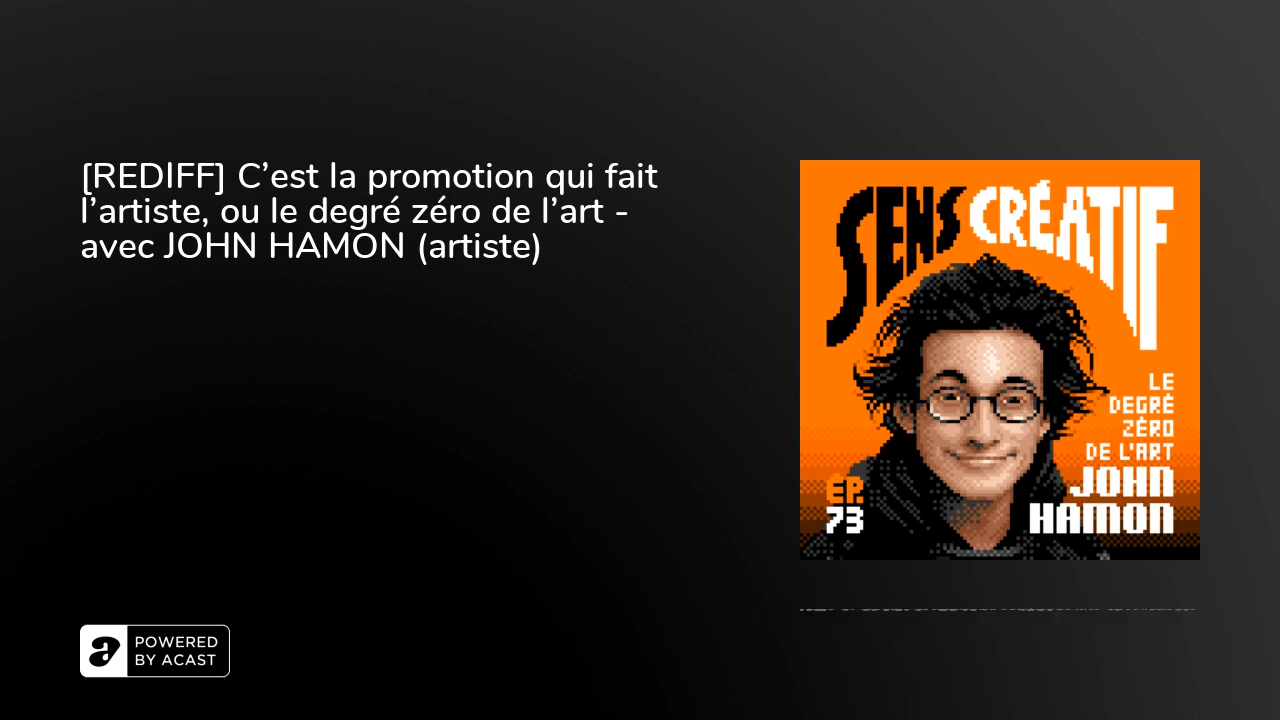 [REDIFF] C’est la promotion qui fait
l’artiste, ou le degré zéro de l’art -
avec JOHN HAMON (artiste)
SENS CRÉATIF
LE
DEGRÉ
ZÉRO
DE L'ART
JOHN
HAMON
ÉP.
73
a POWERED
BY ACAST